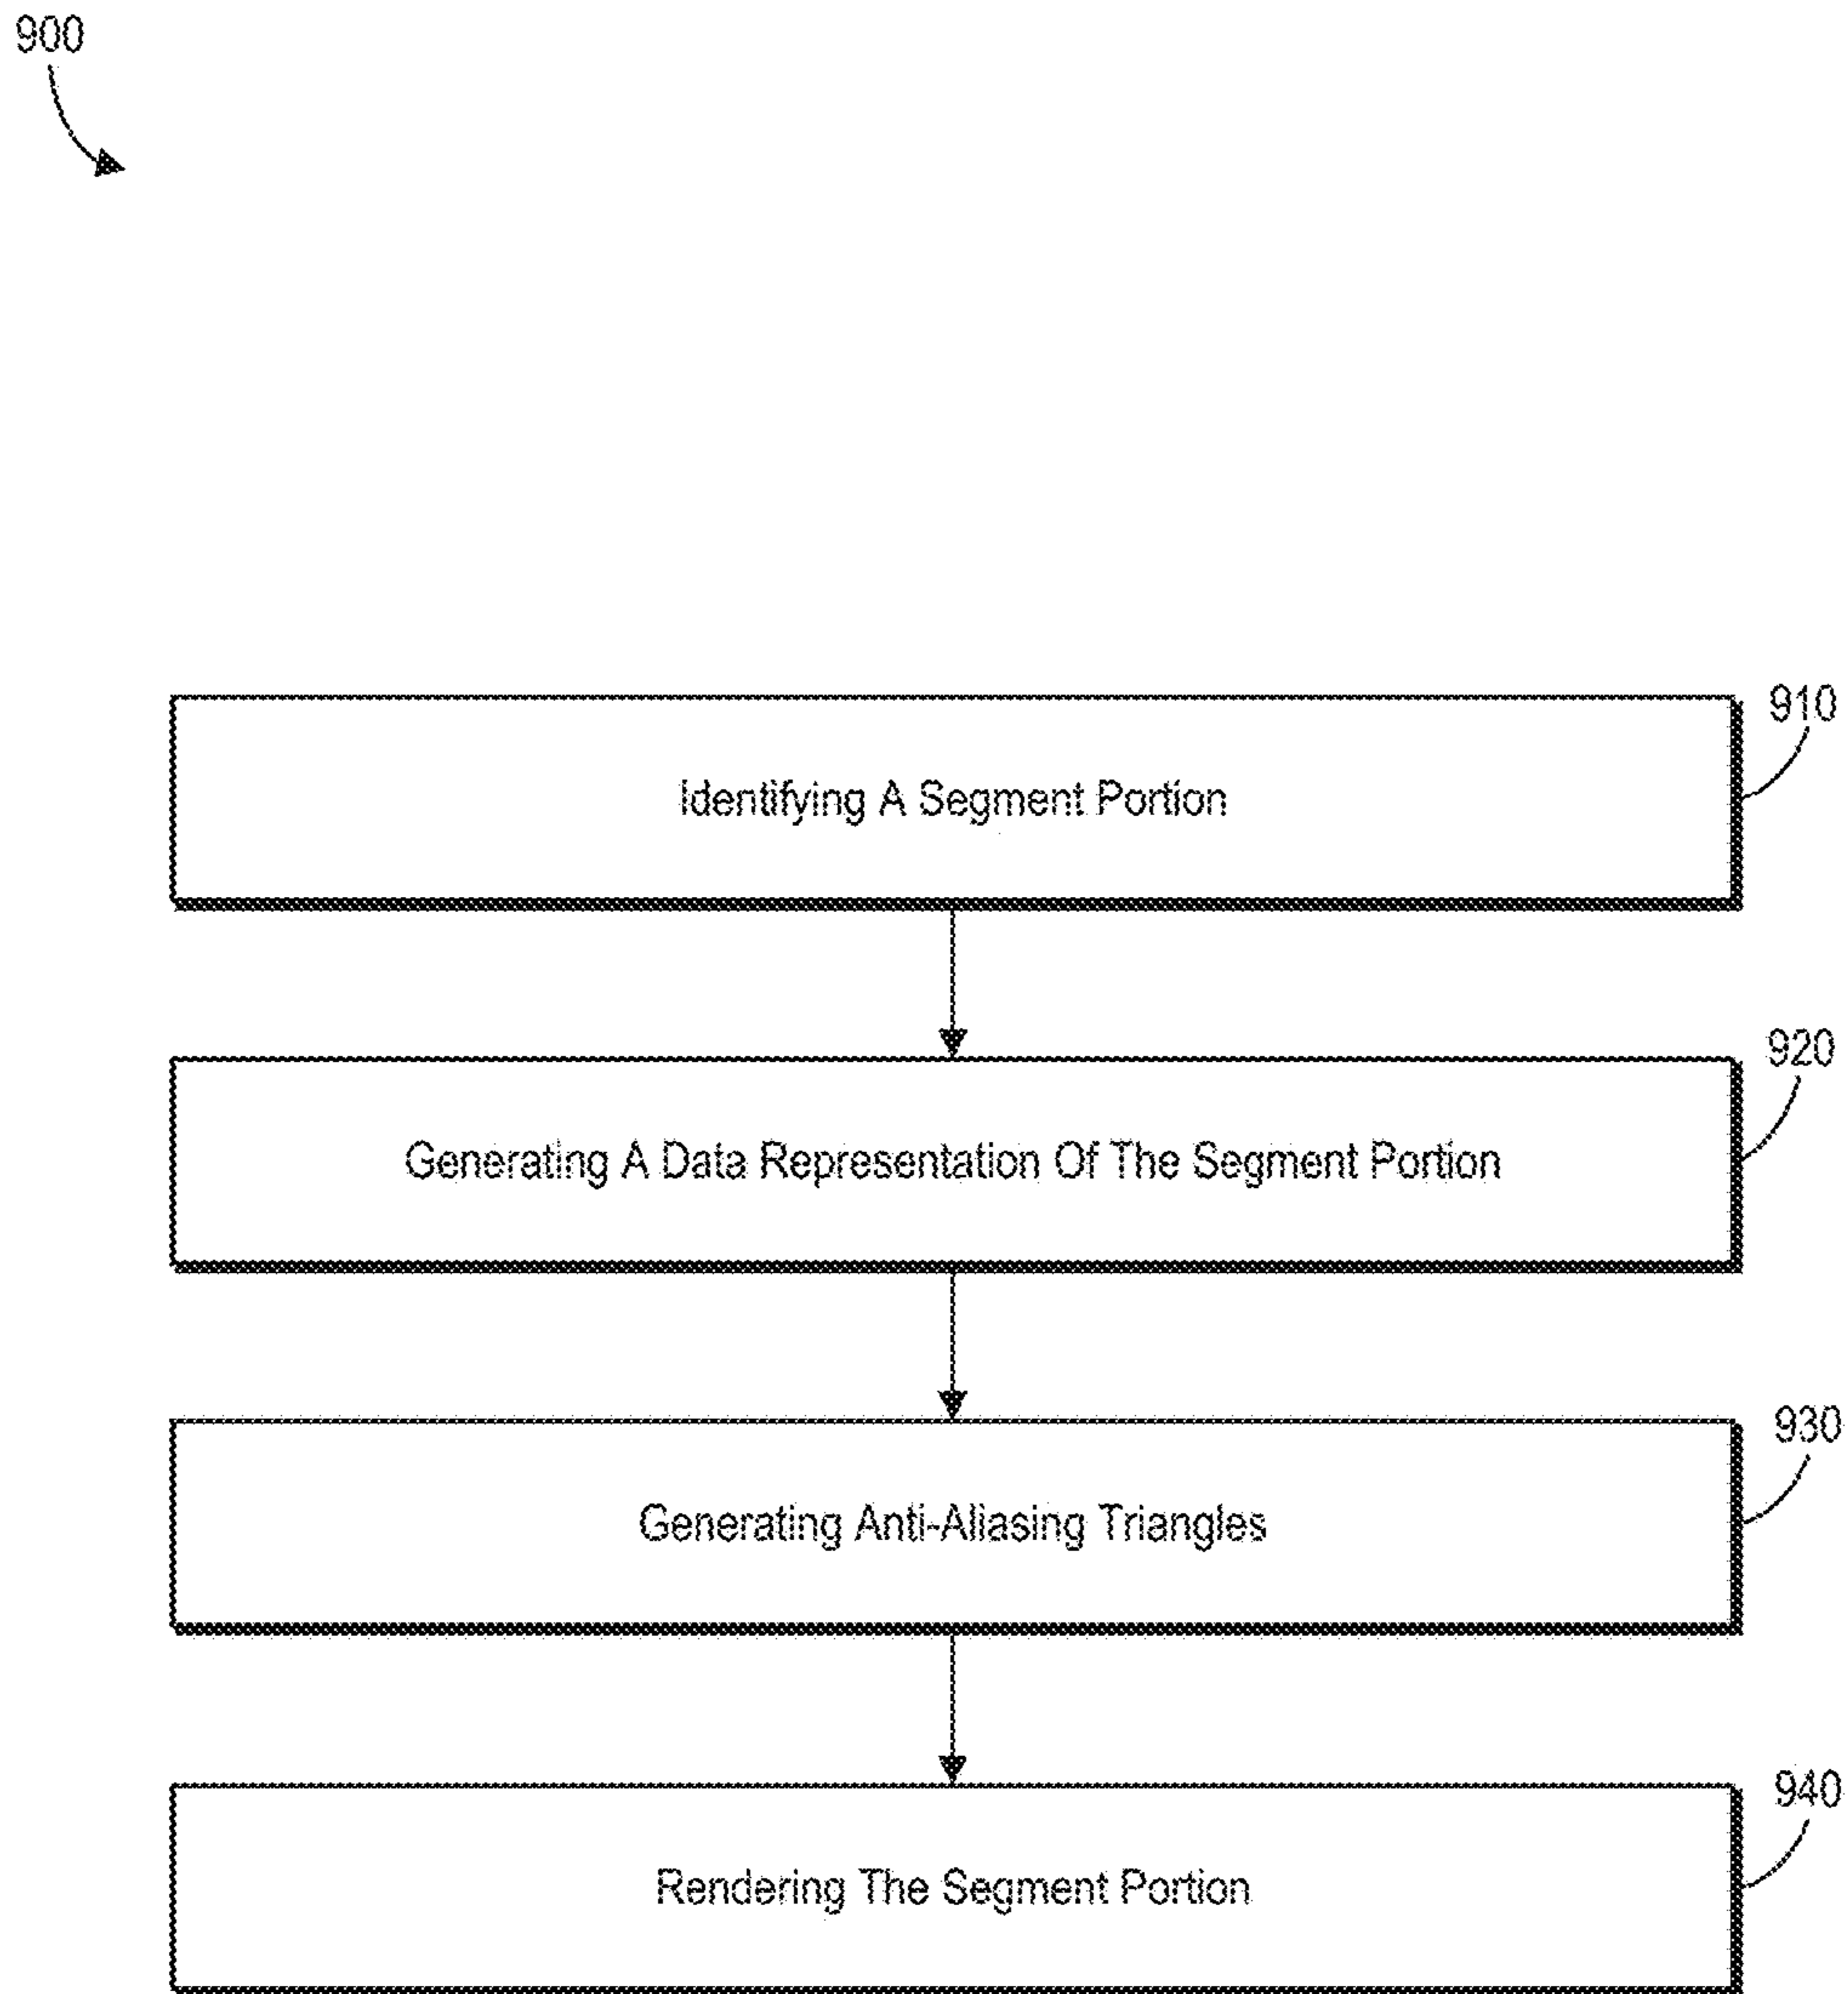 900
910
Identifying A Segment Portion
920
Generating A Data Representation Of The Segment Portion
930
Generating Anti-Aliasing Triangles
940
Rendering The Segment Portion